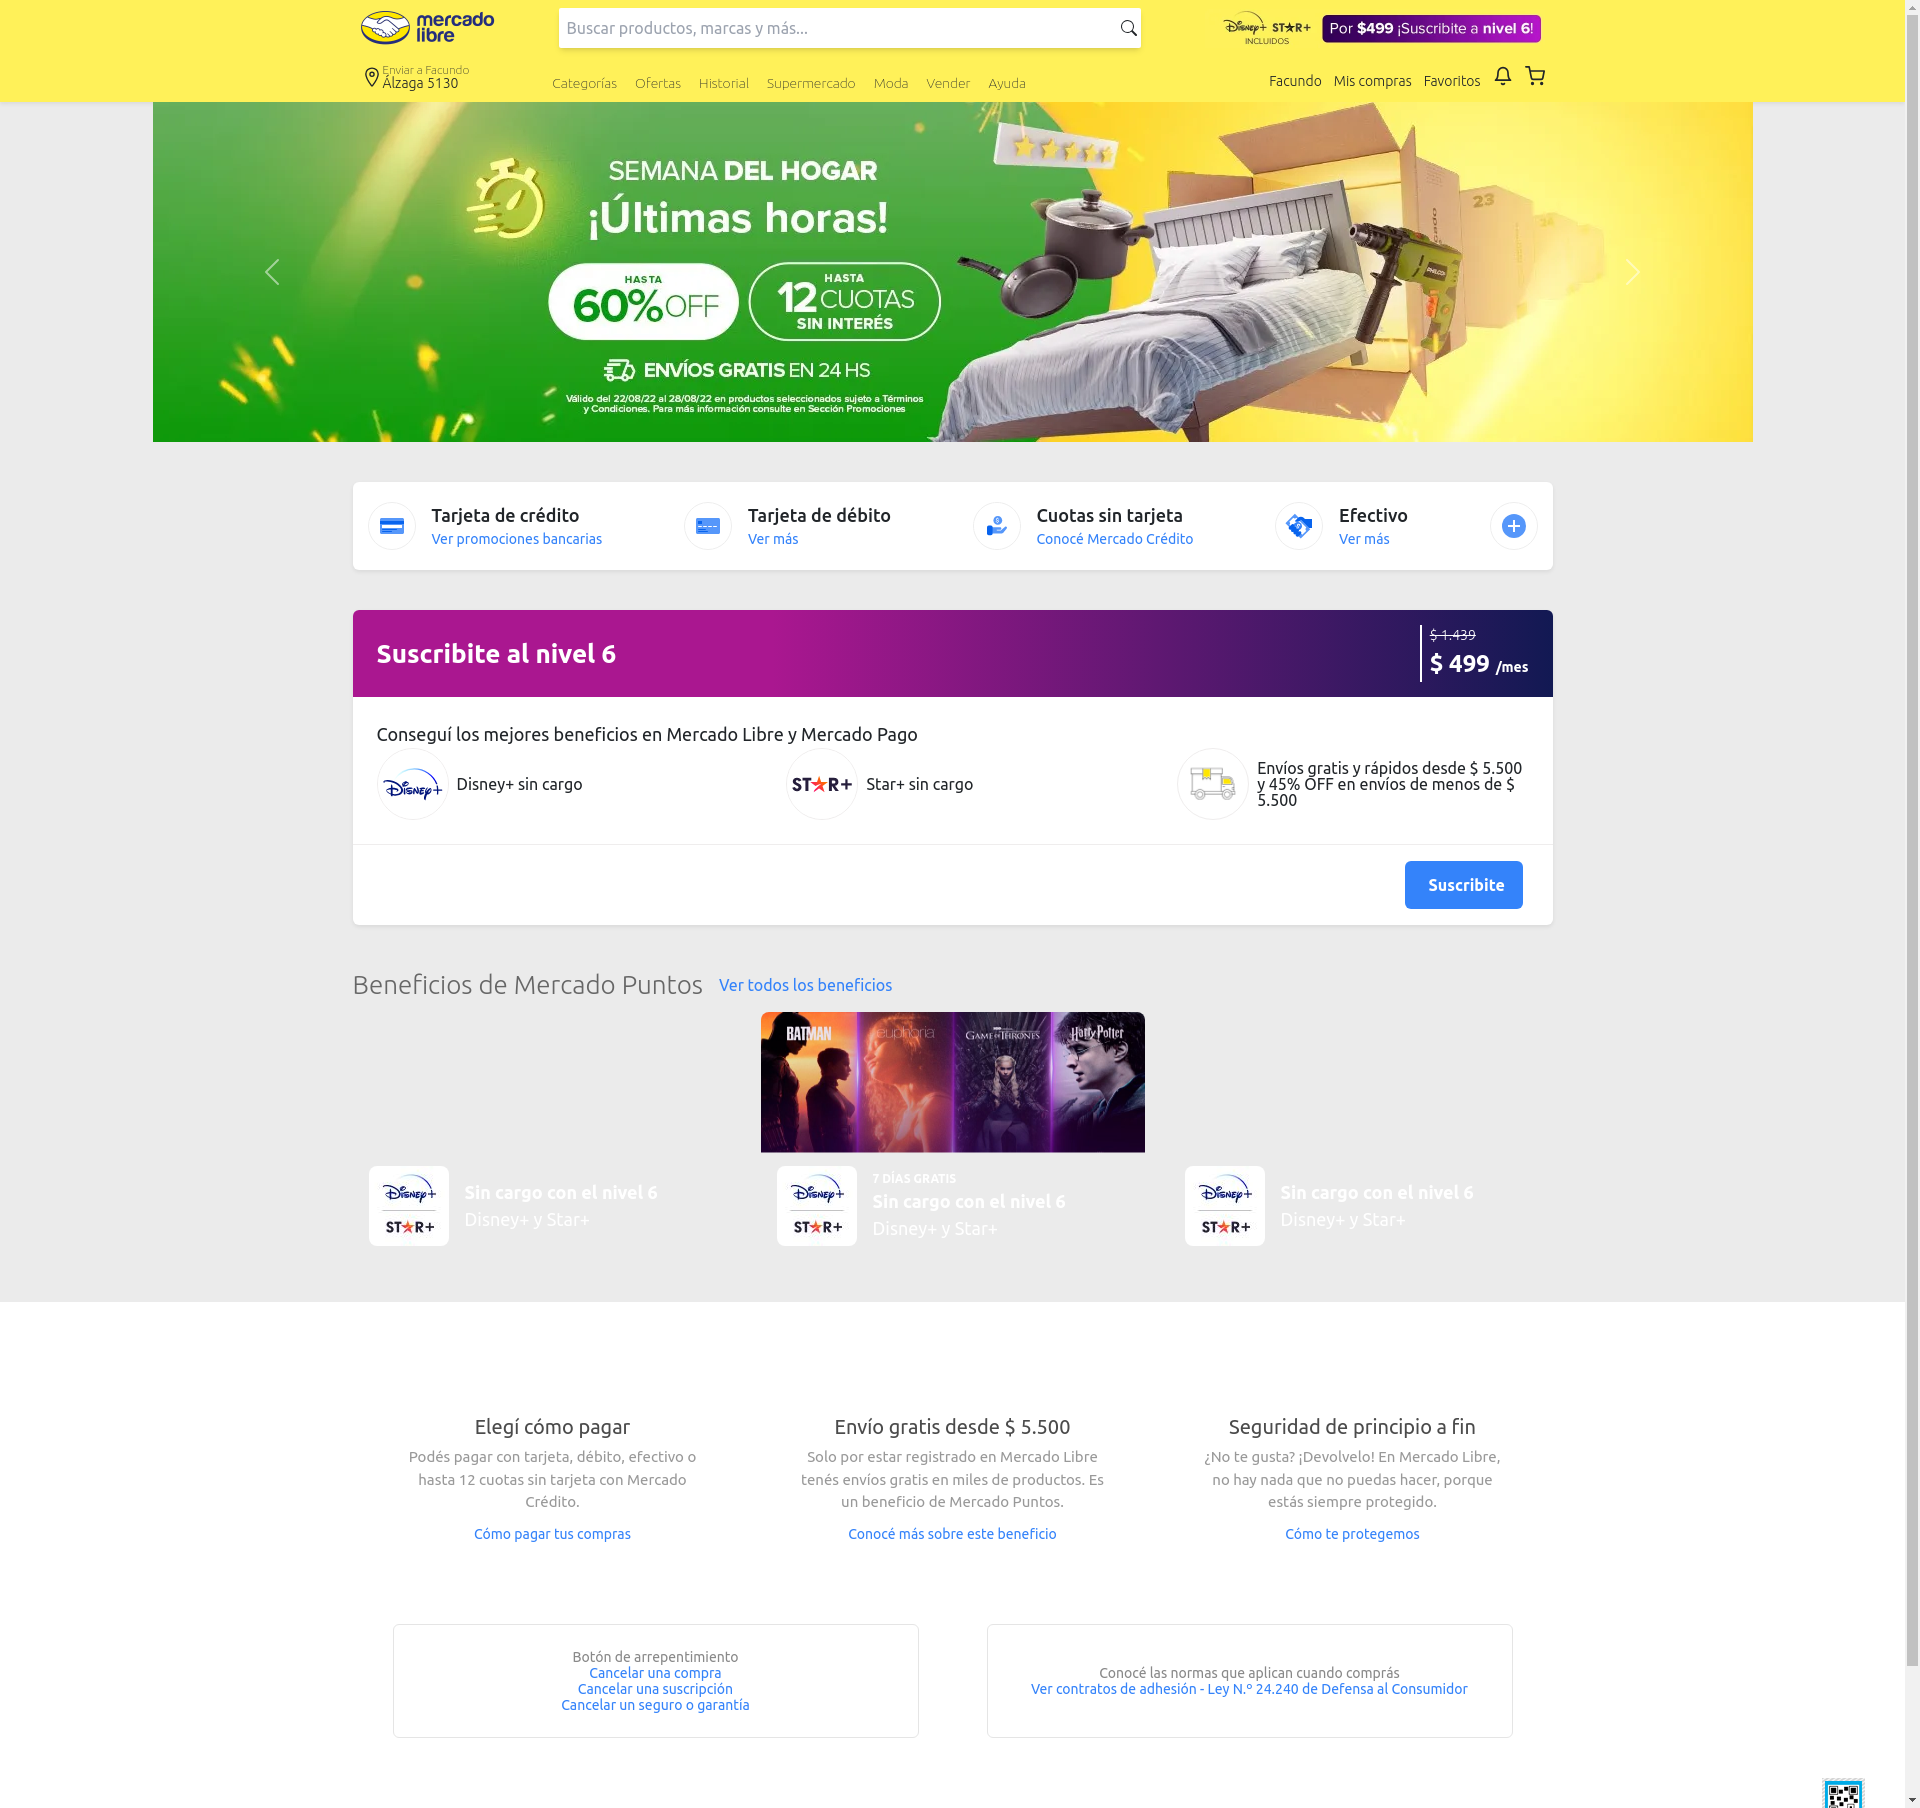 mercado
libre
Buscar productos, marcas y más...
Disney+ STAR+
INCLUIDOS
Por $499 ¡Suscribite a nivel 6!
Enviar a Facundo
Álzaga 5130
Categorías Ofertas Historial Supermercado Moda Vender Ayuda
Facundo Mis compras Favoritos
SEMANA DEL HOGAR
¡Últimas horas!
HASTA
60% OFF
HASTA
12 CUOTAS
SIN INTERÉS
ENVÍOS GRATIS EN 24 HS
Válido del 22/08/22 al 28/08/22 en productos seleccionados sujeto a Términos
y Condiciones. Para más información consulte en Sección Promociones
23
PHILCO
Tarjeta de crédito
Ver promociones bancarias
Tarjeta de débito
Ver más
Cuotas sin tarjeta
Conocé Mercado Crédito
Efectivo
Ver más
Suscribite al nivel 6
$ 1.439
$ 499 /mes
Conseguí los mejores beneficios en Mercado Libre y Mercado Pago
Disney+
Disney+ sin cargo
STAR+
Star+ sin cargo
Envíos gratis y rápidos desde $ 5.500
y 45% OFF en envíos de menos de $
5.500
Suscribite
Beneficios de Mercado Puntos Ver todos los beneficios
BATMAN
euphoria
GAME OF THRONES
Harry Potter
Disney+
STAR+
Sin cargo con el nivel 6
Disney+ y Star+
Disney+
STAR+
7 DÍAS GRATIS
Sin cargo con el nivel 6
Disney+ y Star+
Disney+
STAR+
Sin cargo con el nivel 6
Disney+ y Star+
Elegí cómo pagar
Podés pagar con tarjeta, débito, efectivo o
hasta 12 cuotas sin tarjeta con Mercado
Crédito.
Cómo pagar tus compras
Envío gratis desde $ 5.500
Solo por estar registrado en Mercado Libre
tenés envíos gratis en miles de productos. Es
un beneficio de Mercado Puntos.
Conocé más sobre este beneficio
Seguridad de principio a fin
¿No te gusta? ¡Devolvelo! En Mercado Libre,
no hay nada que no puedas hacer, porque
estás siempre protegido.
Cómo te protegemos
Botón de arrepentimiento
Cancelar una compra
Cancelar una suscripción
Cancelar un seguro o garantía
Conocé las normas que aplican cuando comprás
Ver contratos de adhesión - Ley N.º 24.240 de Defensa al Consumidor